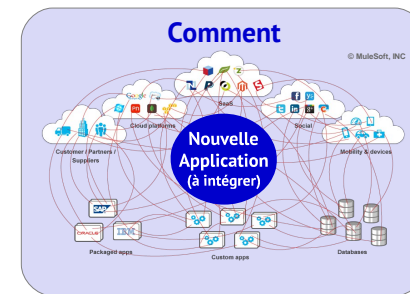 Comment
© MuleSoft, INC
SaaS
Cloud platforms
Social
Customer / Partners /
Suppliers
Mobility & devices
Nouvelle
Application
(à intégrer)
SAP
ORACLE
IBM
Packaged apps
Custom apps
Databases